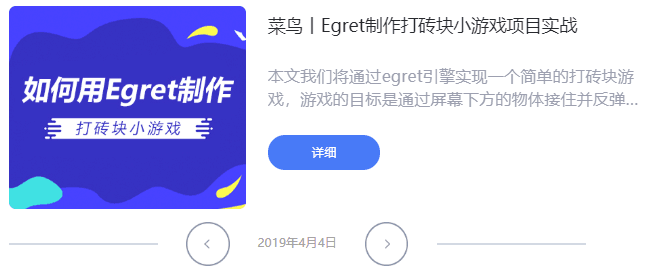 如何用Egret制作
打砖块小游戏
菜鸟丨Egret制作打砖块小游戏项目实战
本文我们将通过egret引擎实现一个简单的打砖块游
戏，游戏的目标是通过屏幕下方的物体接住并反弹...
详细
2019年4月4日